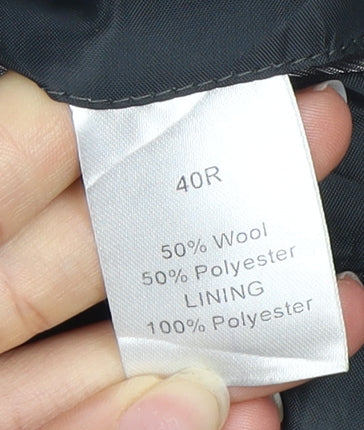 40R
50% Wool
50% Polyester
LINING
100% Polyester